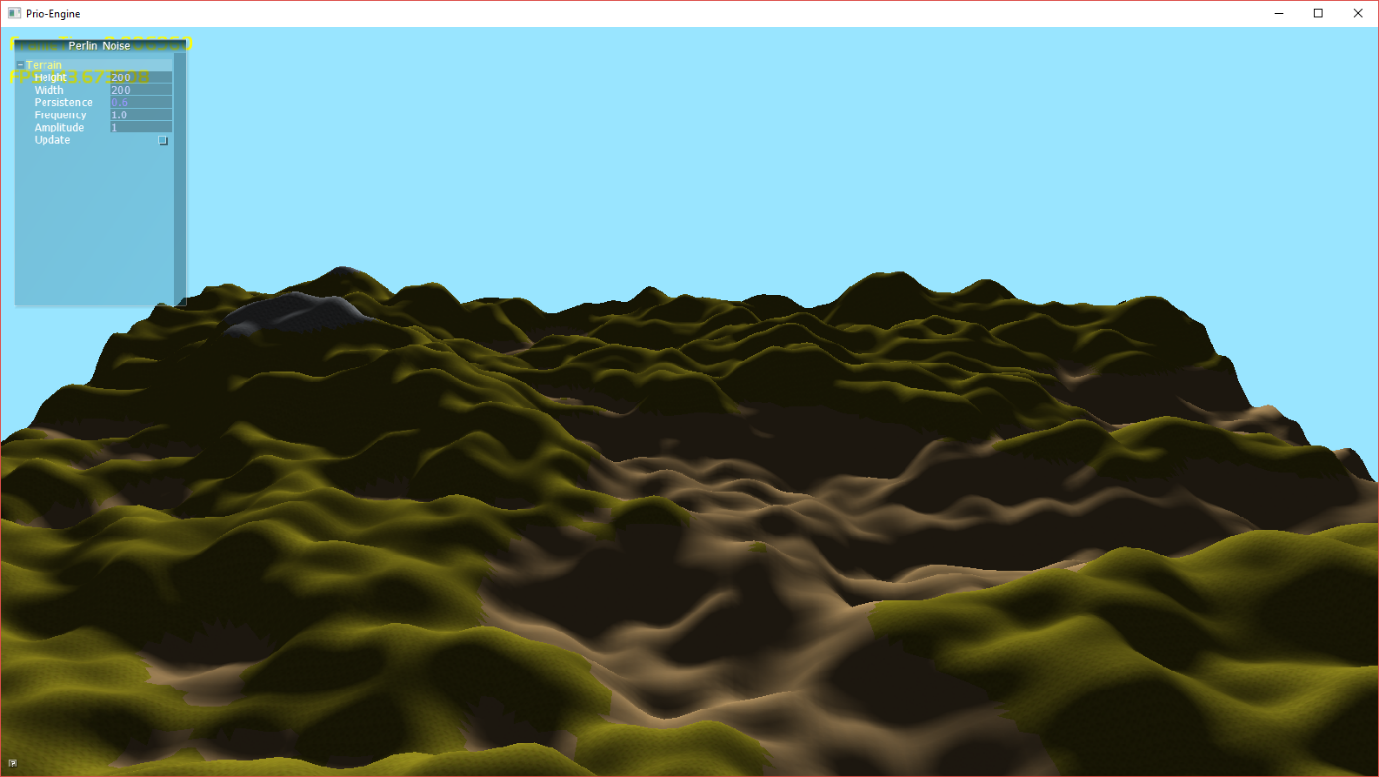 Prio-Engine
Perlin Noise
Terrain
Height 200
Width 200
Persistence 0.6
Frequency 1.0
Amplitude 1
Update